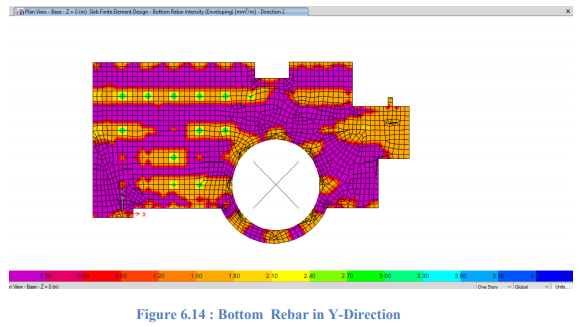 Plan View - Base - Z = 0 (m) Slab Finite Element Design - Bottom Rebar Intensity (Enveloping) [mm²/m] - Direction 2
X
0.60 0.90 1.20 1.50 1.80 2.10 2.40 2.70 3.00 3.30 3.60
n View - Base - Z = 0 (m) One Story Global Units...
Figure 6.14 : Bottom Rebar in Y-Direction